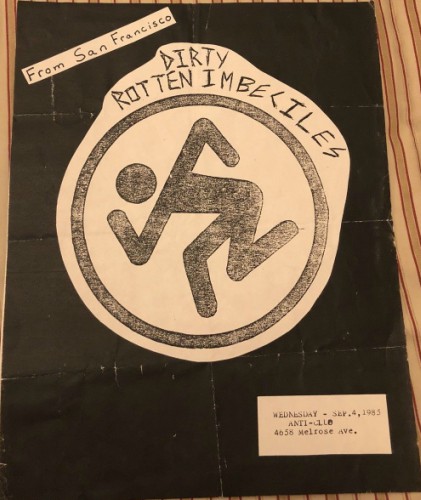 From San Francisco
DIRTY
ROTTEN IMBECILES
WEDNESDAY - SEP.4,1985
ANTI-CLUB
4658 Melrose AVe.